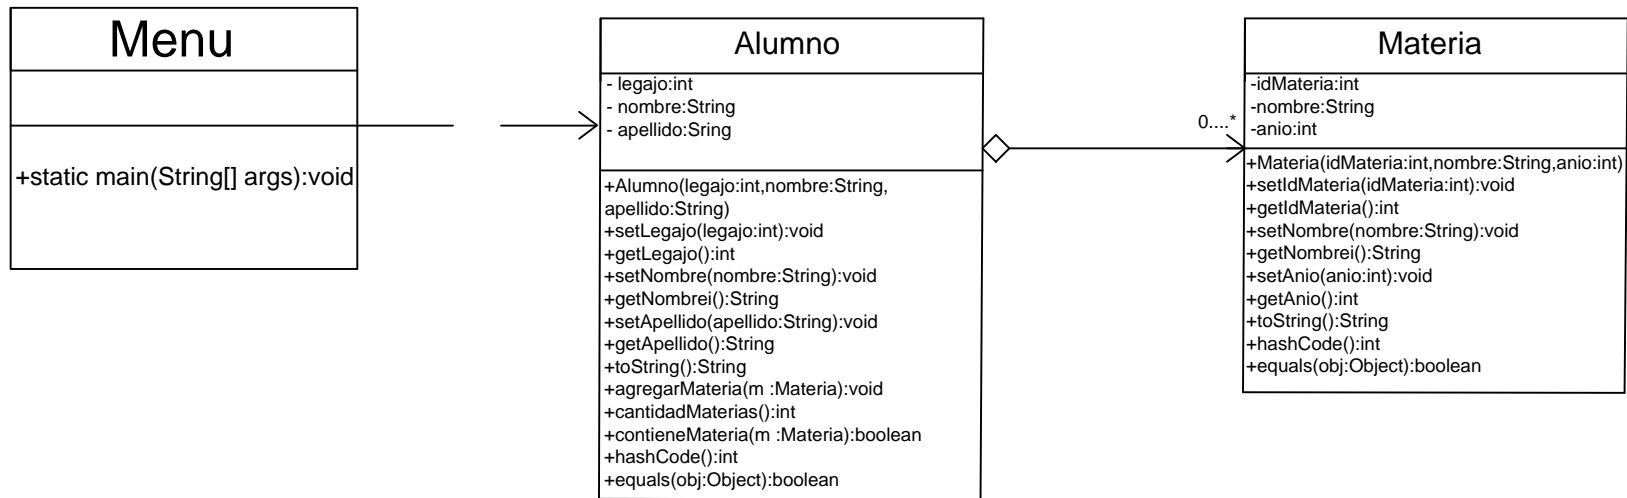 Menu
+static main(String[] args):void
Alumno
- legajo:int
- nombre:String
- apellido:Sring
+Alumno(legajo:int,nombre:String,
apellido:String)
+setLegajo(legajo:int):void
+getLegajo():int
+setNombre(nombre:String):void
+getNombrei():String
+setApellido(apellido:String):void
+getApellido():String
+toString():String
+agregarMateria(m :Materia):void
+cantidadMaterias():int
+contieneMateria(m :Materia):boolean
+hashCode():int
+equals(obj:Object):boolean
0....*
Materia
-idMateria:int
-nombre:String
-anio:int
+Materia(idMateria:int,nombre:String,anio:int)
+setIdMateria(idMateria:int):void
+getIdMateria():int
+setNombre(nombre:String):void
+getNombrei():String
+setAnio(anio:int):void
+getAnio():int
+toString():String
+hashCode():int
+equals(obj:Object):boolean